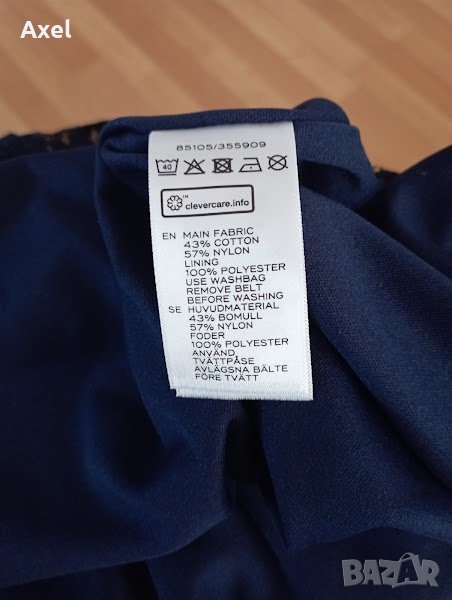 Axel
85105/355909
40
clevercare.info
EN MAIN FABRIC
43% COTTON
57% NYLON
LINING
100% POLYESTER
USE WASHBAG
REMOVE BELT
BEFORE WASHING
SE HUVUDMATERIAL
43% BOMULL
57% NYLON
FODER
100% POLYESTER
ANVÄND
TVÄTTPÅSE
AVLÄGSNA BÄLTE
FÖRE TVÄTT
BAZAR